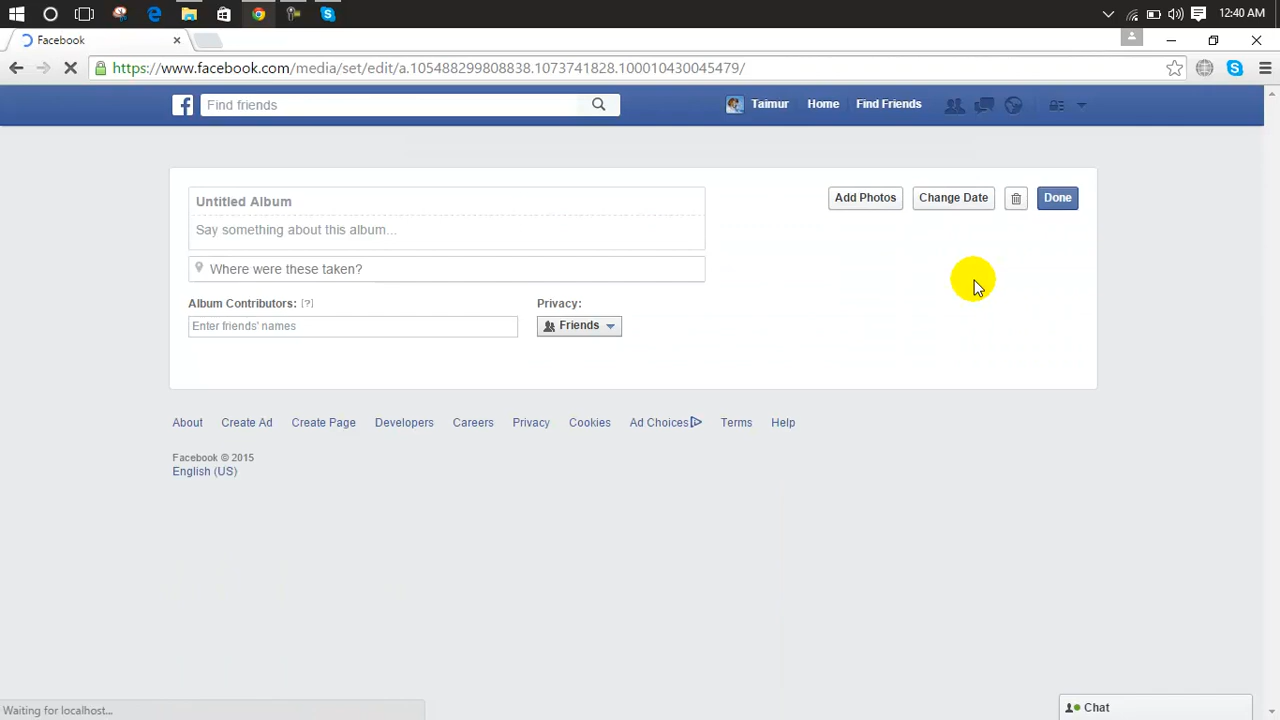 12:40 AM
Facebook
https://www.facebook.com/media/set/edit/a.105488299808838.1073741828.100010430045479/
Find friends
Taimur Home Find Friends
Untitled Album
Add Photos Change Date Done
Say something about this album...
Where were these taken?
Album Contributors: [?] Privacy:
Enter friends' names Friends
About Create Ad Create Page Developers Careers Privacy Cookies Ad Choices Terms Help
Facebook © 2015
English (US)
Waiting for localhost...
Chat